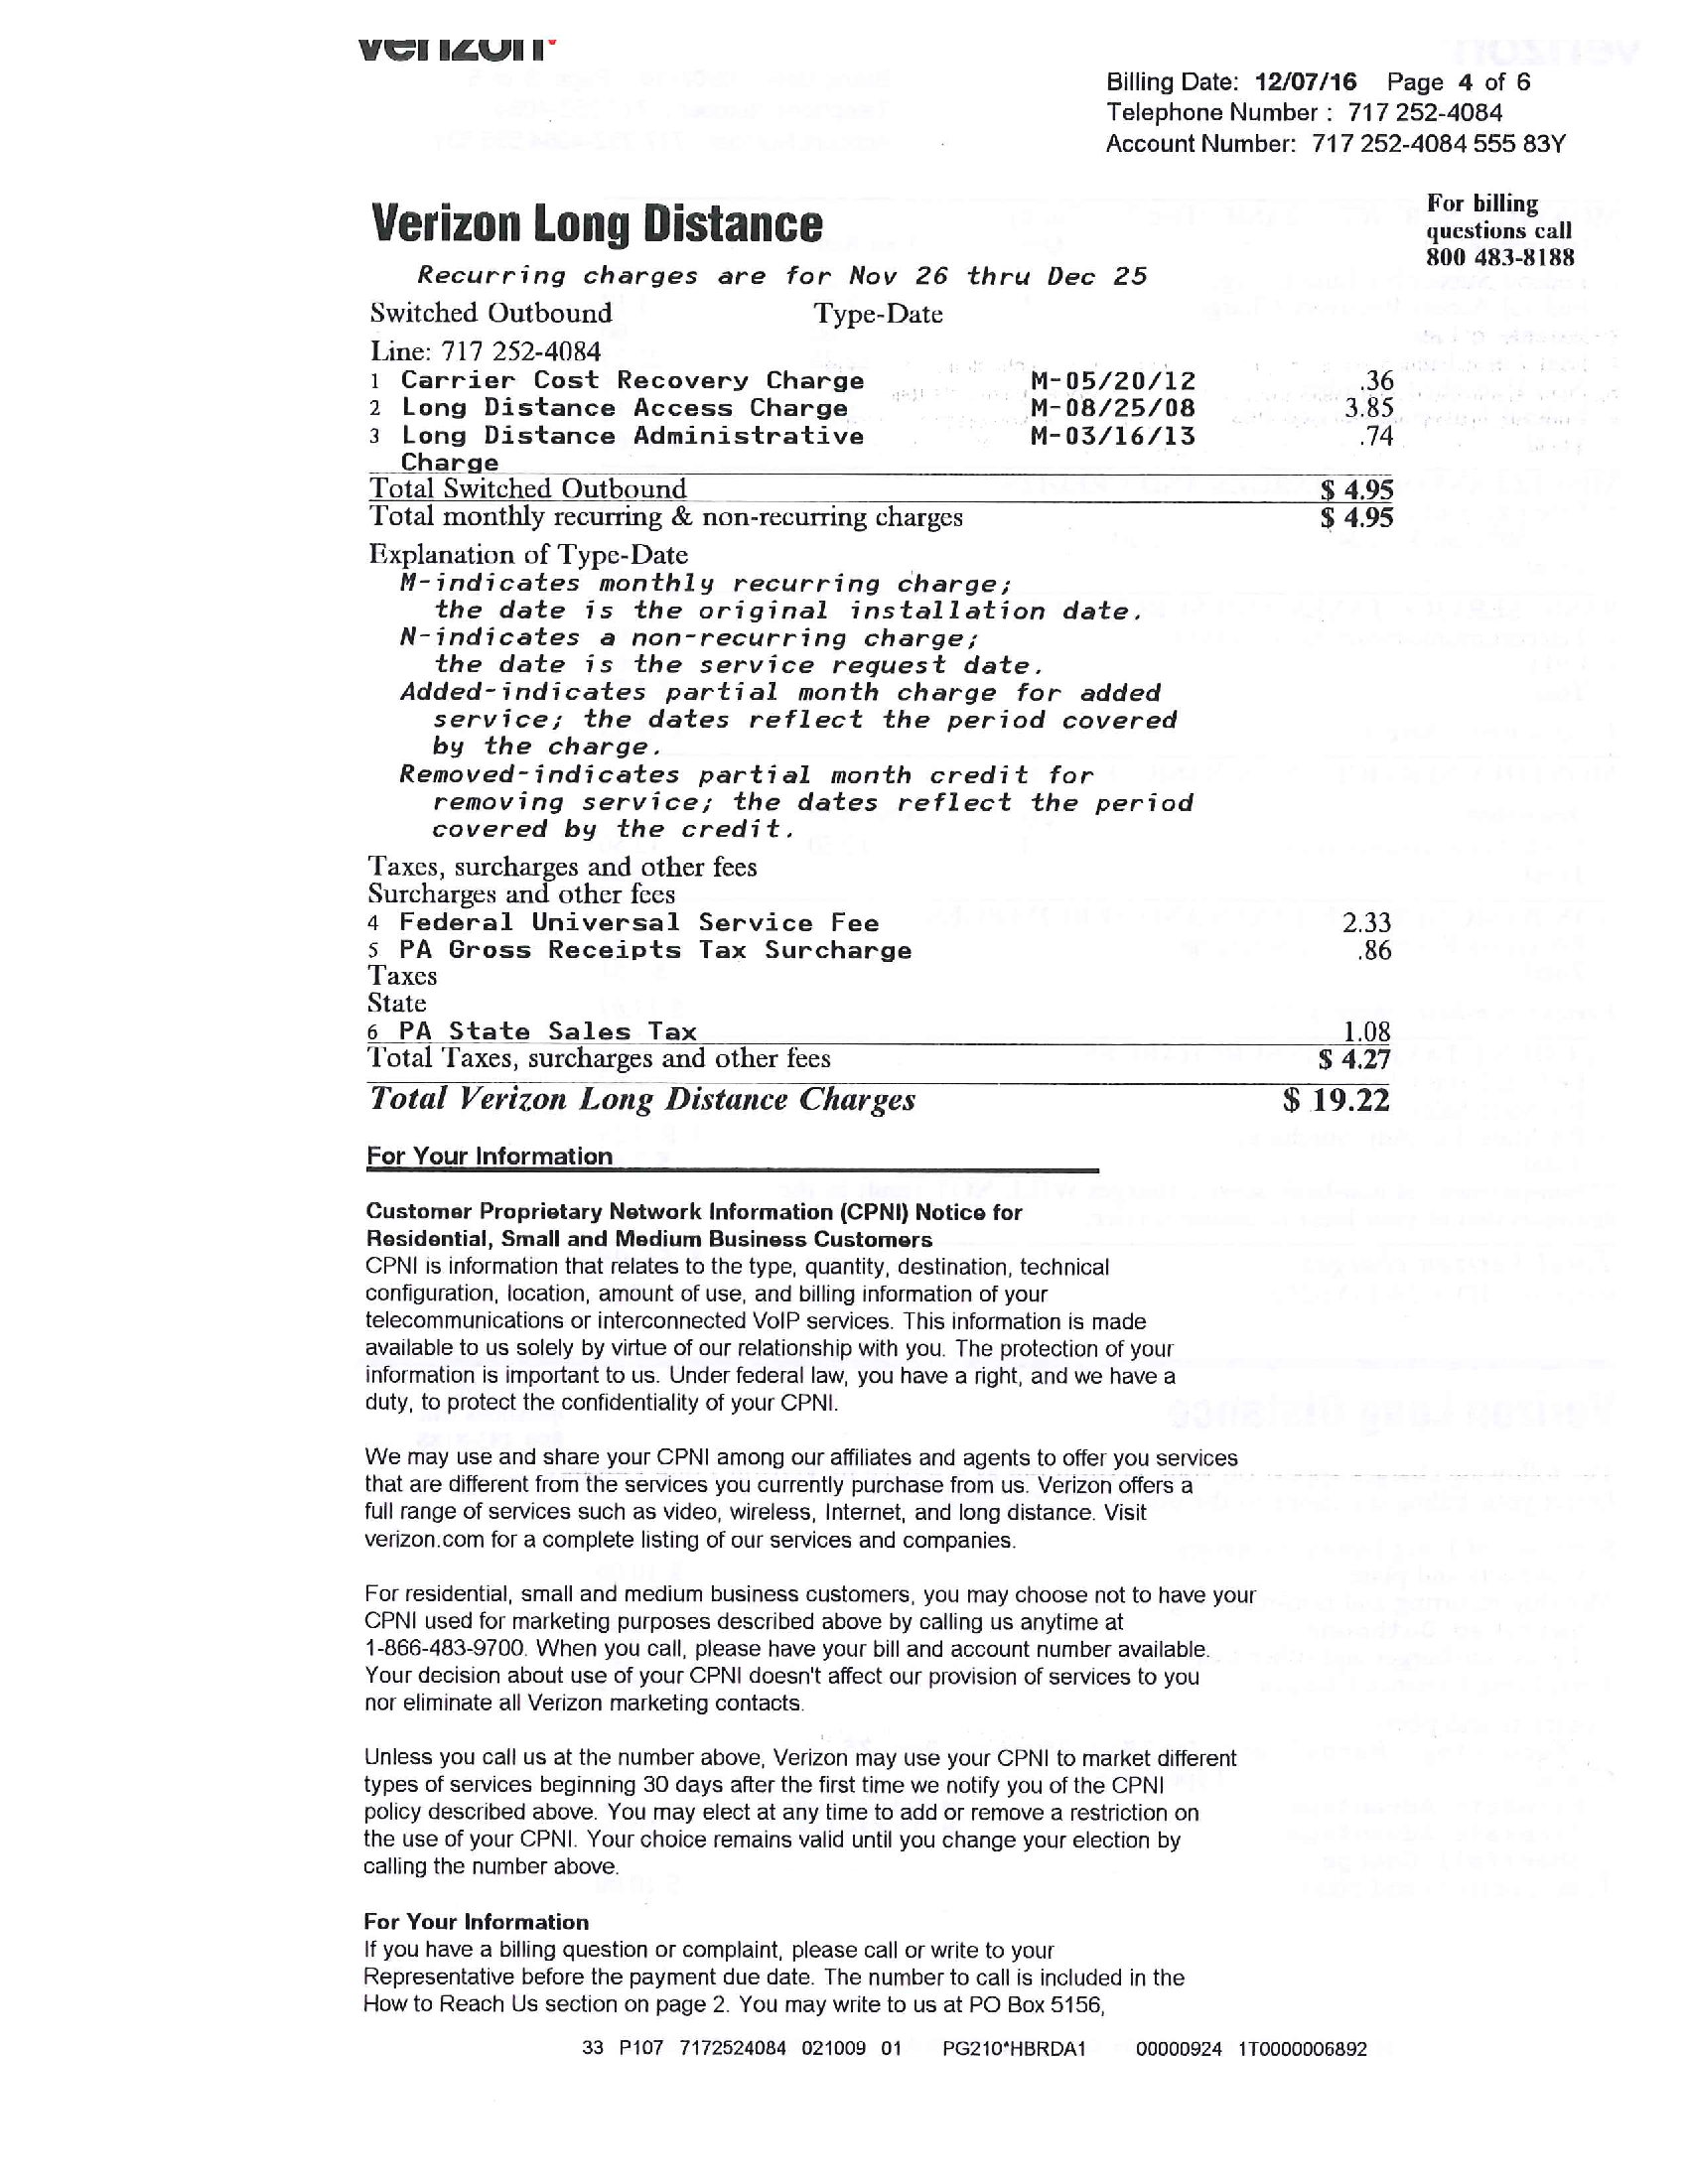 verizon
Billing Date: 12/07/16 Page 4 of 6
Telephone Number : 717 252-4084
Account Number: 717 252-4084 555 83Y
For billing
questions call
800 483-8188
Verizon Long Distance
Recurring charges are for Nov 26 thru Dec 25
Switched Outbound Type-Date
Line: 717 252-4084
1 Carrier Cost Recovery Charge M-05/20/12 .36
2 Long Distance Access Charge M-08/25/08 3.85
3 Long Distance Administrative M-03/16/13 .74
Charge
Total Switched Outbound $ 4.95
Total monthly recurring & non-recurring charges $ 4.95
Explanation of Type-Date
M-indicates monthly recurring charge;
the date is the original installation date.
N-indicates a non-recurring charge;
the date is the service request date.
Added-indicates partial month charge for added
service; the dates reflect the period covered
by the charge.
Removed-indicates partial month credit for
removing service; the dates reflect the period
covered by the credit.
Taxes, surcharges and other fees
Surcharges and other fees
4 Federal Universal Service Fee 2.33
5 PA Gross Receipts Tax Surcharge .86
Taxes
State
6 PA State Sales Tax 1.08
Total Taxes, surcharges and other fees $ 4.27
Total Verizon Long Distance Charges $ 19.22
For Your Information
Customer Proprietary Network Information (CPNI) Notice for
Residential, Small and Medium Business Customers
CPNI is information that relates to the type, quantity, destination, technical
configuration, location, amount of use, and billing information of your
telecommunications or interconnected VoIP services. This information is made
available to us solely by virtue of our relationship with you. The protection of your
information is important to us. Under federal law, you have a right, and we have a
duty, to protect the confidentiality of your CPNI.
We may use and share your CPNI among our affiliates and agents to offer you services
that are different from the services you currently purchase from us. Verizon offers a
full range of services such as video, wireless, Internet, and long distance. Visit
verizon.com for a complete listing of our services and companies.
For residential, small and medium business customers, you may choose not to have your
CPNI used for marketing purposes described above by calling us anytime at
1-866-483-9700. When you call, please have your bill and account number available.
Your decision about use of your CPNI doesn't affect our provision of services to you
nor eliminate all Verizon marketing contacts.
Unless you call us at the number above, Verizon may use your CPNI to market different
types of services beginning 30 days after the first time we notify you of the CPNI
policy described above. You may elect at any time to add or remove a restriction on
the use of your CPNI. Your choice remains valid until you change your election by
calling the number above.
For Your Information
If you have a billing question or complaint, please call or write to your
Representative before the payment due date. The number to call is included in the
How to Reach Us section on page 2. You may write to us at PO Box 5156,
33 P107 7172524084 021009 01 PG210*HBRDA1 00000924 1T0000006892